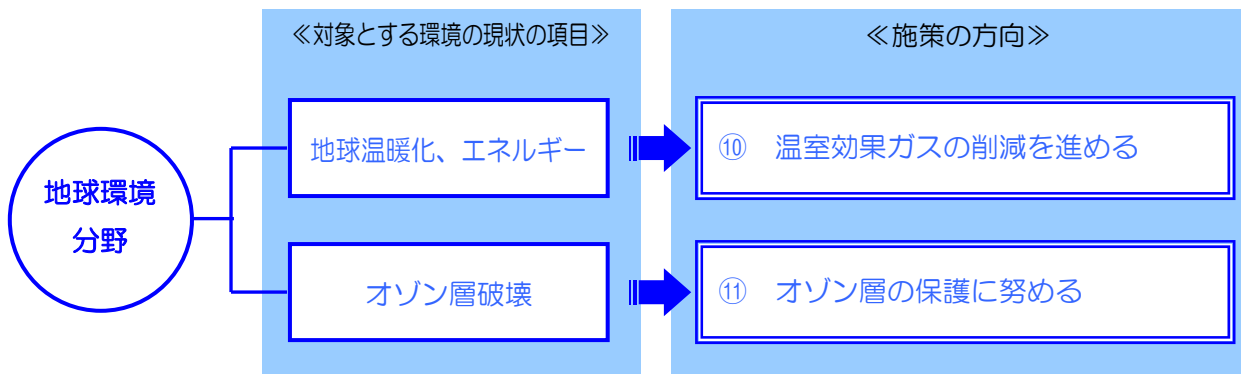 ≪対象とする環境の現状の項目≫
≪施策の方向≫
地球環境
分野
地球温暖化、エネルギー
⑩ 温室効果ガスの削減を進める
オゾン層破壊
⑪ オゾン層の保護に努める